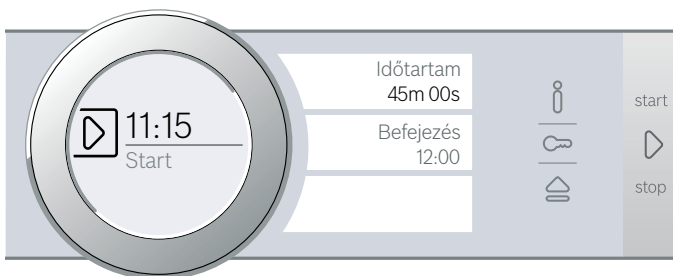 11:15
Start
Időtartam
45m 00s
Befejezés
12:00
start
stop